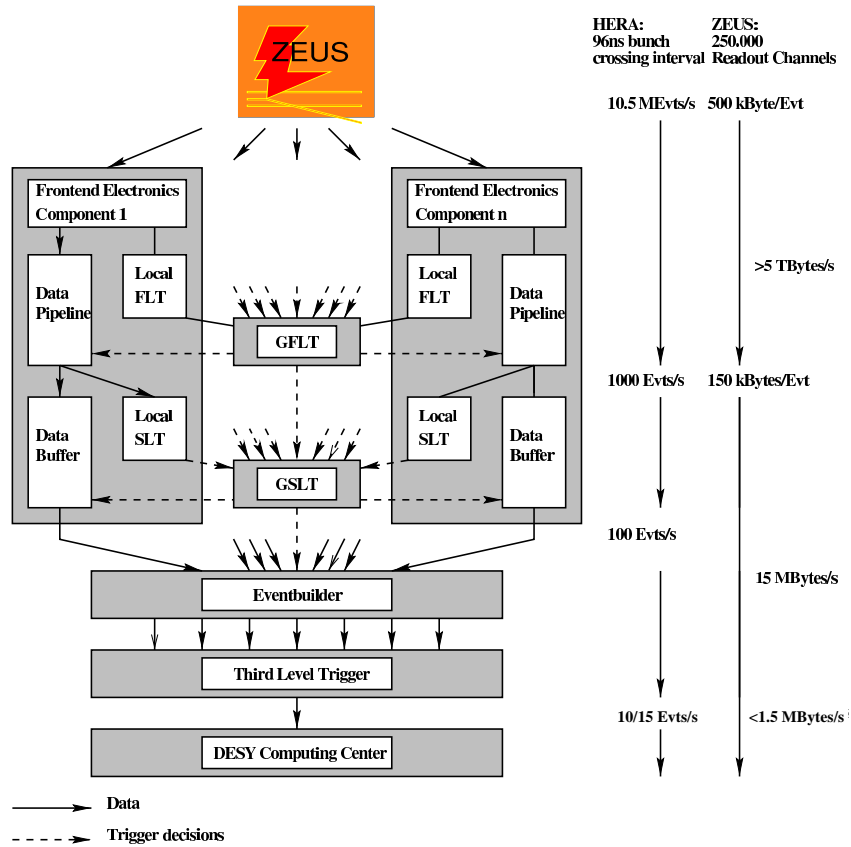 ZEUS
HERA:
96ns bunch
crossing interval
ZEUS:
250.000
Readout Channels
10.5 MEvts/s
500 kByte/Evt
Frontend Electronics
Component 1
Frontend Electronics
Component n
Data
Pipeline
Local
FLT
Local
FLT
Data
Pipeline
>5 TBytes/s
GFLT
1000 Evts/s
150 kBytes/Evt
Data
Buffer
Local
SLT
Local
SLT
Data
Buffer
GSLT
100 Evts/s
15 MBytes/s
Eventbuilder
Third Level Trigger
10/15 Evts/s
<1.5 MBytes/s
DESY Computing Center
Data
Trigger decisions